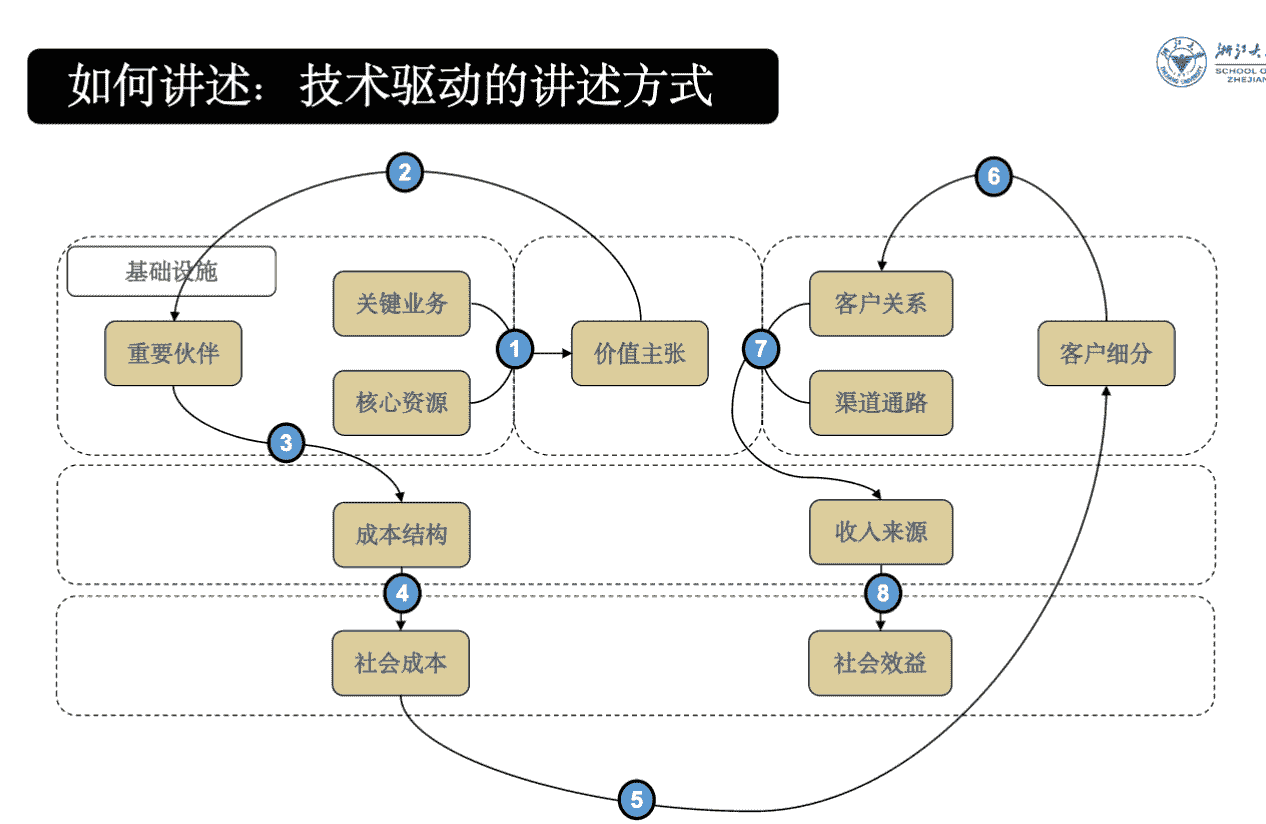 如何讲述：技术驱动的讲述方式
浙江大
SCHOOL O
ZHEJIAN
2
6
基础设施
关键业务
客户关系
重要伙伴
1
价值主张
7
客户细分
核心资源
渠道通路
3
成本结构
收入来源
4
8
社会成本
社会效益
5